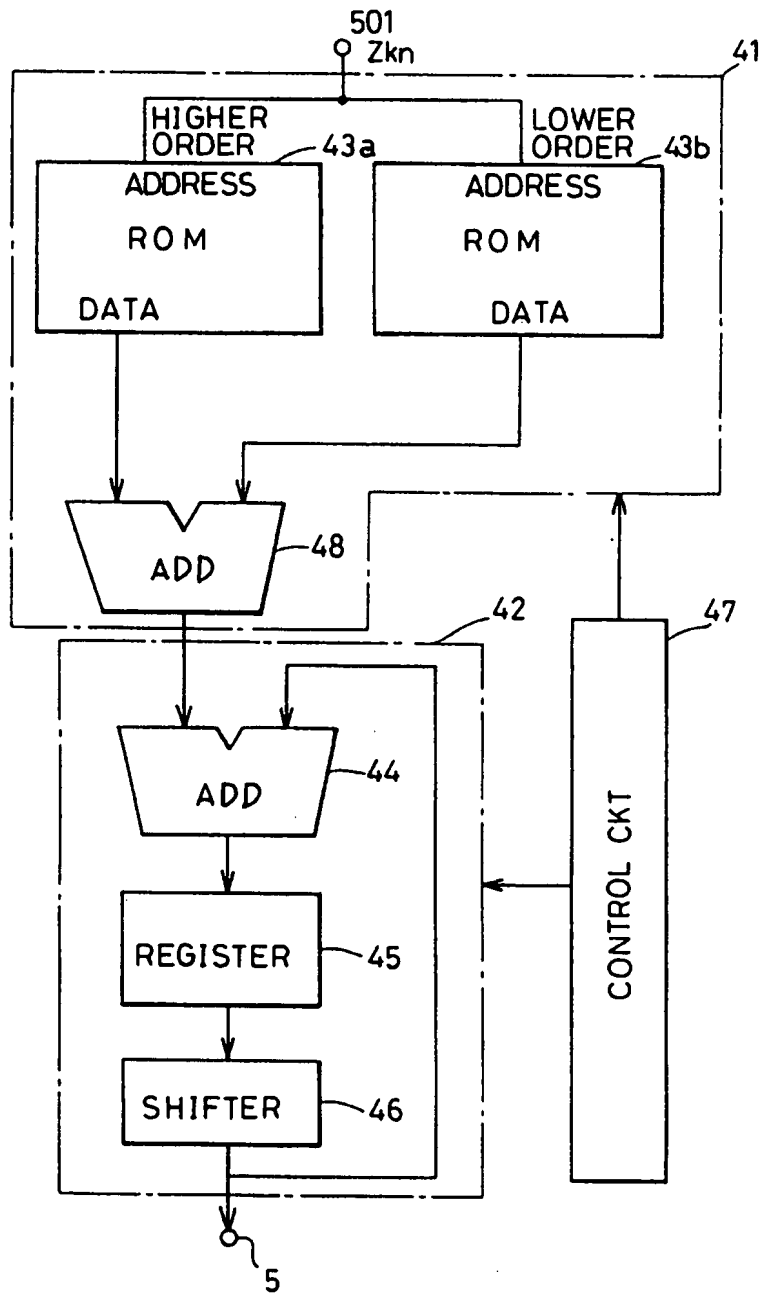 501
Zkn
41
HIGHER
ORDER
LOWER
ORDER
43a
43b
ADDRESS
ROM
DATA
ADDRESS
ROM
DATA
ADD
48
42
47
ADD
44
CONTROL CKT
REGISTER
45
SHIFTER
46
5